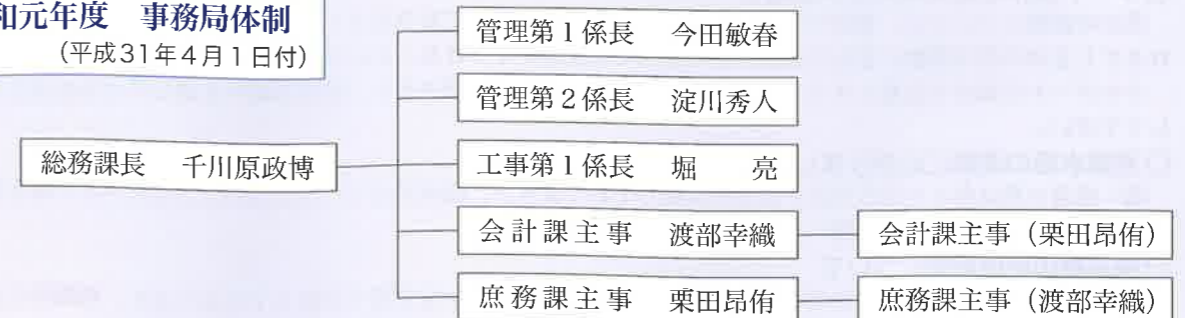 和元年度 事務局体制
(平成31年4月1日付)
管理第1係長 今田敏春
管理第2係長 淀川秀人
総務課長 千川原政博
工事第1係長 堀 亮
会計課主事 渡部幸織
会計課主事(栗田昂侑)
庶務課主事 栗田昂侑
庶務課主事(渡部幸織)